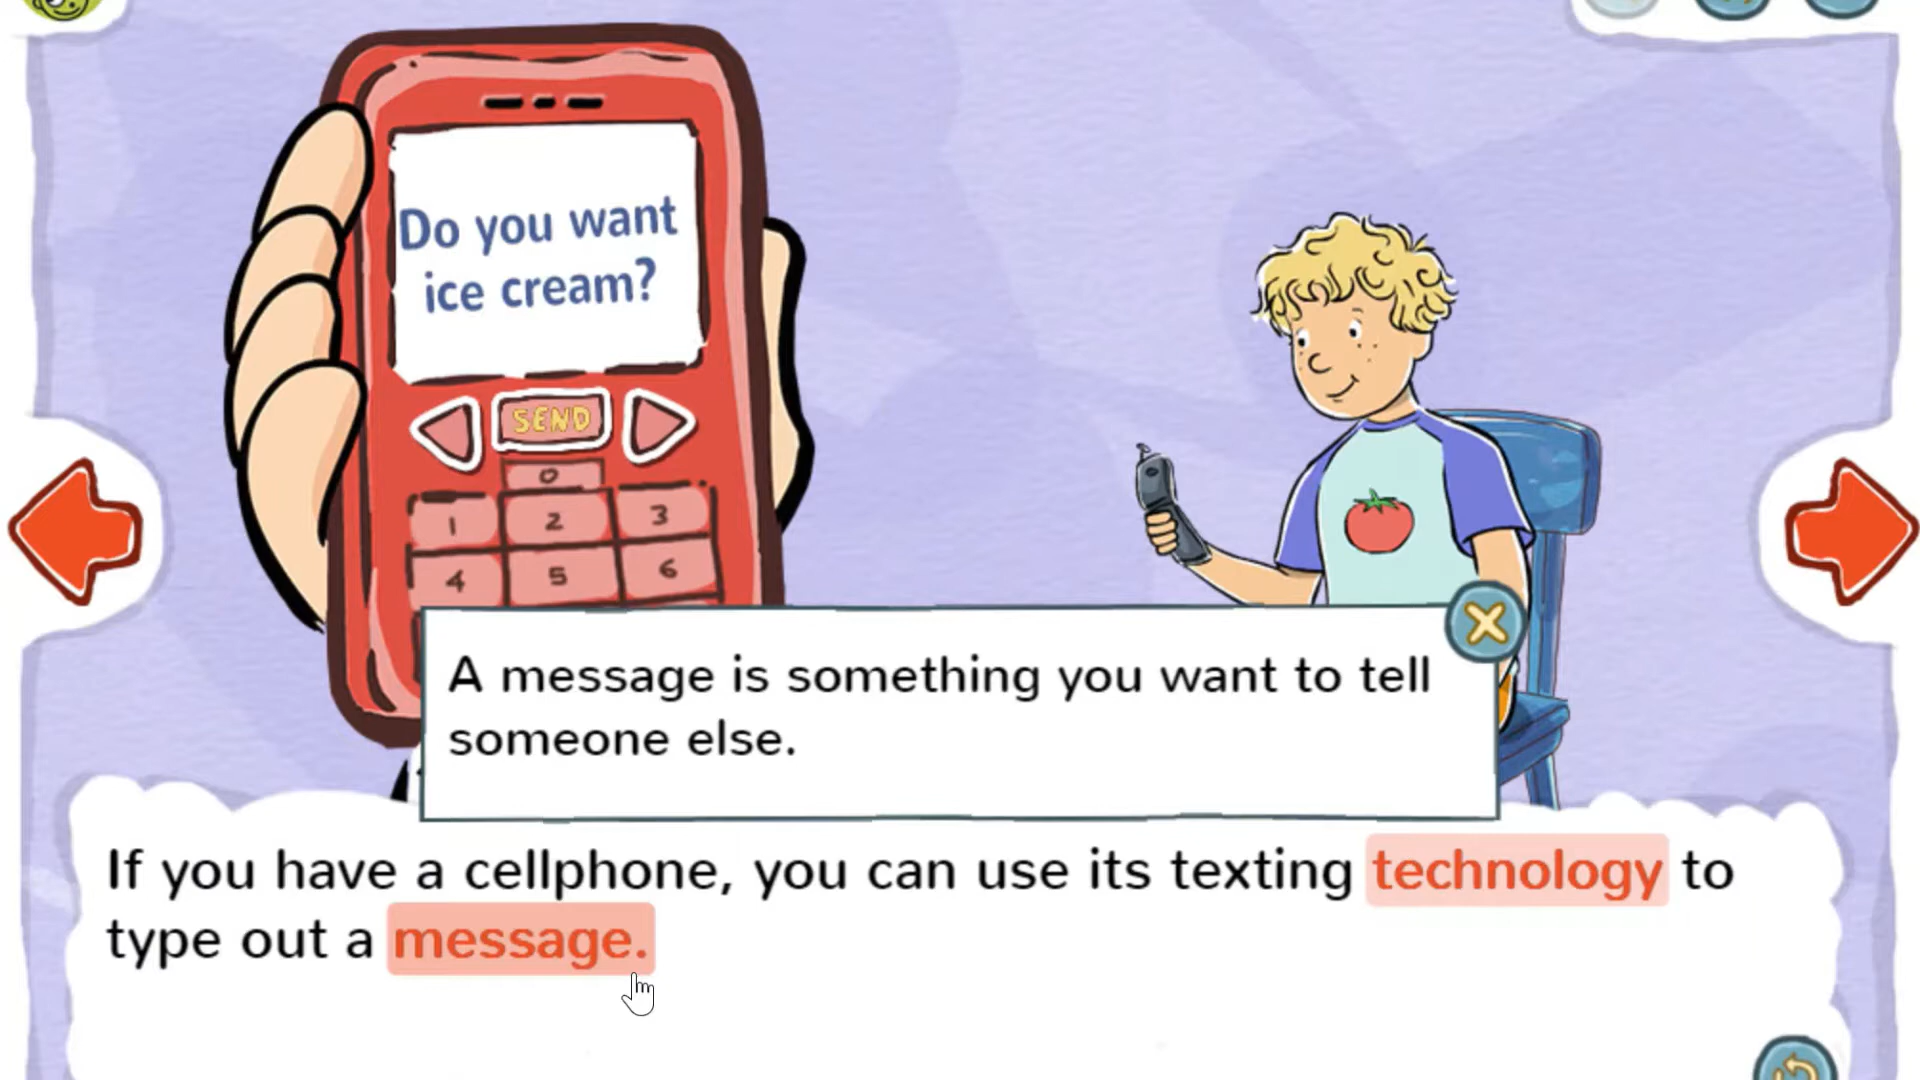 Do you want
ice cream?
SEND
0
1 2 3
4 5 6
A message is something you want to tell
someone else.
If you have a cellphone, you can use its texting technology to
type out a message.